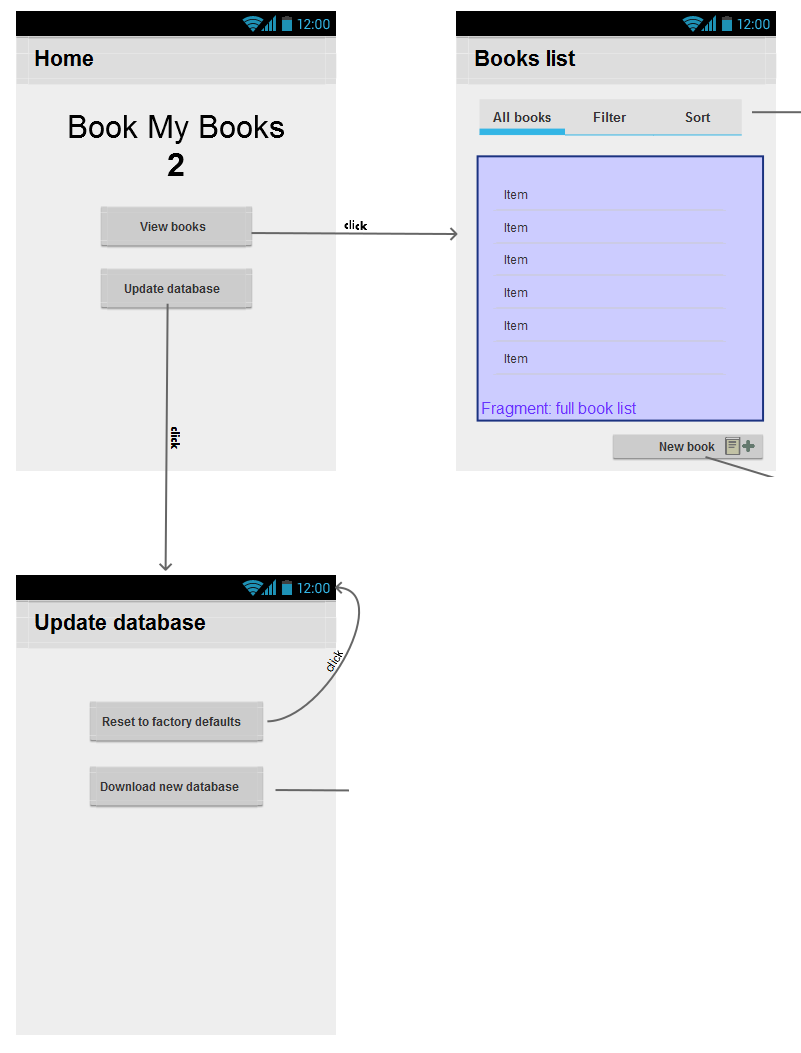 12:00
Home
Book My Books
2
View books
Update database
click
click
12:00
Books list
All books Filter Sort
Item
Item
Item
Item
Item
Item
Fragment: full book list
New book
12:00
Update database
click
Reset to factory defaults
Download new database